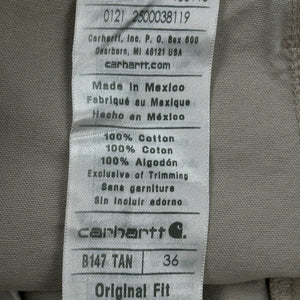 0121 2500038119
Carhartt, Inc. P. O. Box 600
Dearborn, MI 48121 USA
carhartt.com
Made in Mexico
Fabriqué au Mexique
Hecho en México
100% Cotton
100% Coton
100% Algodón
Exclusive of Trimming
Sans garniture
Sin incluir adorno
carhartt
B147 TAN 36
Original Fit